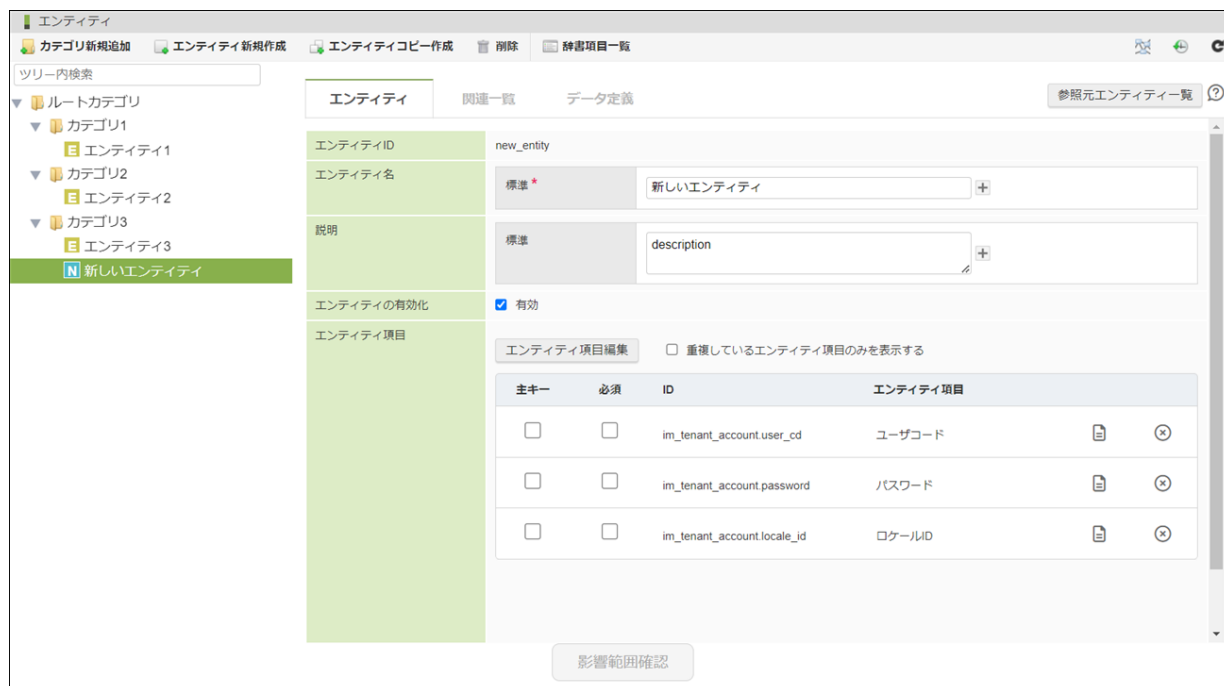 エンティティ
カテゴリ新規追加 エンティティ新規作成 エンティティコピー作成 削除 辞書項目一覧
ツリー内検索
ルートカテゴリ
カテゴリ1
E エンティティ1
カテゴリ2
E エンティティ2
カテゴリ3
E エンティティ3
N 新しいエンティティ
エンティティ 関連一覧 データ定義 参照元エンティティ一覧
エンティティID new_entity
エンティティ名 標準 * 新しいエンティティ
説明 標準 description
エンティティの有効化 有効
エンティティ項目 エンティティ項目編集 重複しているエンティティ項目のみを表示する
主キー 必須 ID エンティティ項目
im_tenant_account.user_cd ユーザコード
im_tenant_account.password パスワード
im_tenant_account.locale_id ロケールID
影響範囲確認